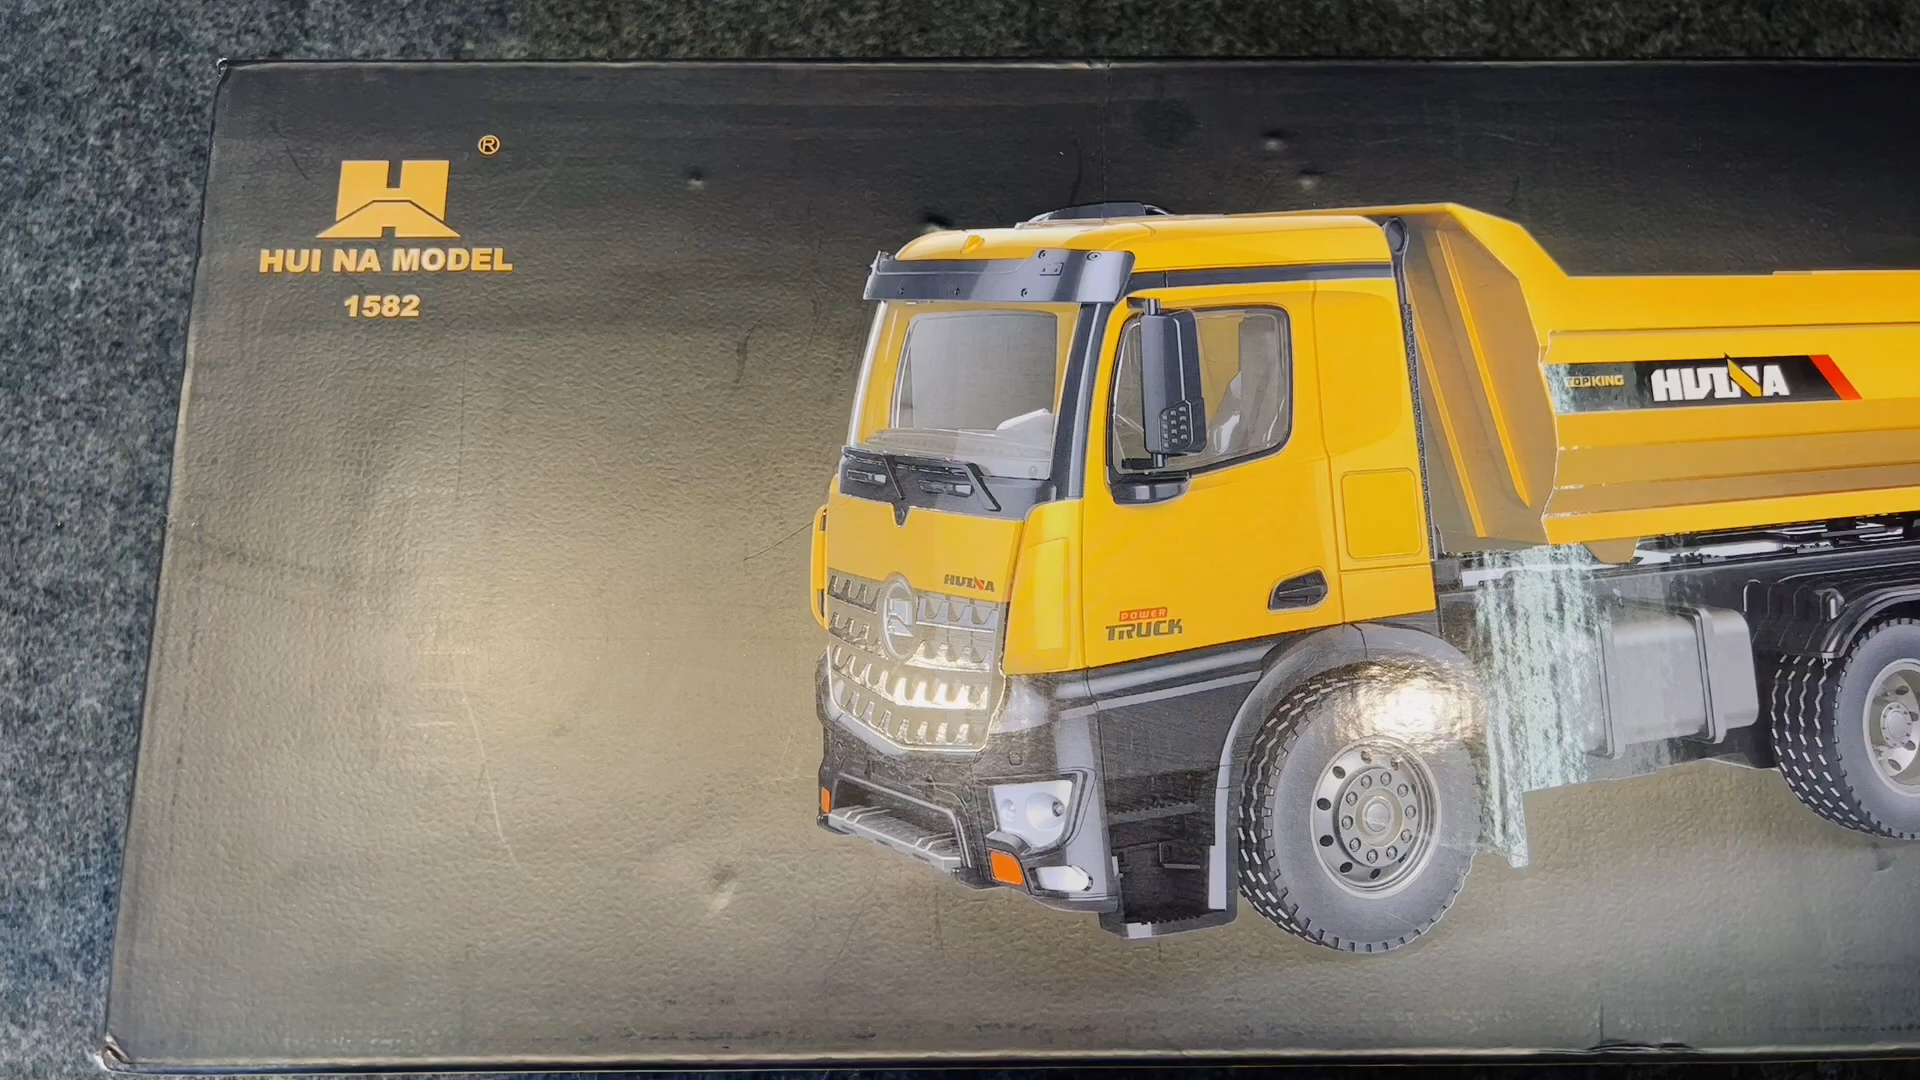 ®
HUI NA MODEL
1582
TOPKING HUINA
HUINA
POWER
TRUCK